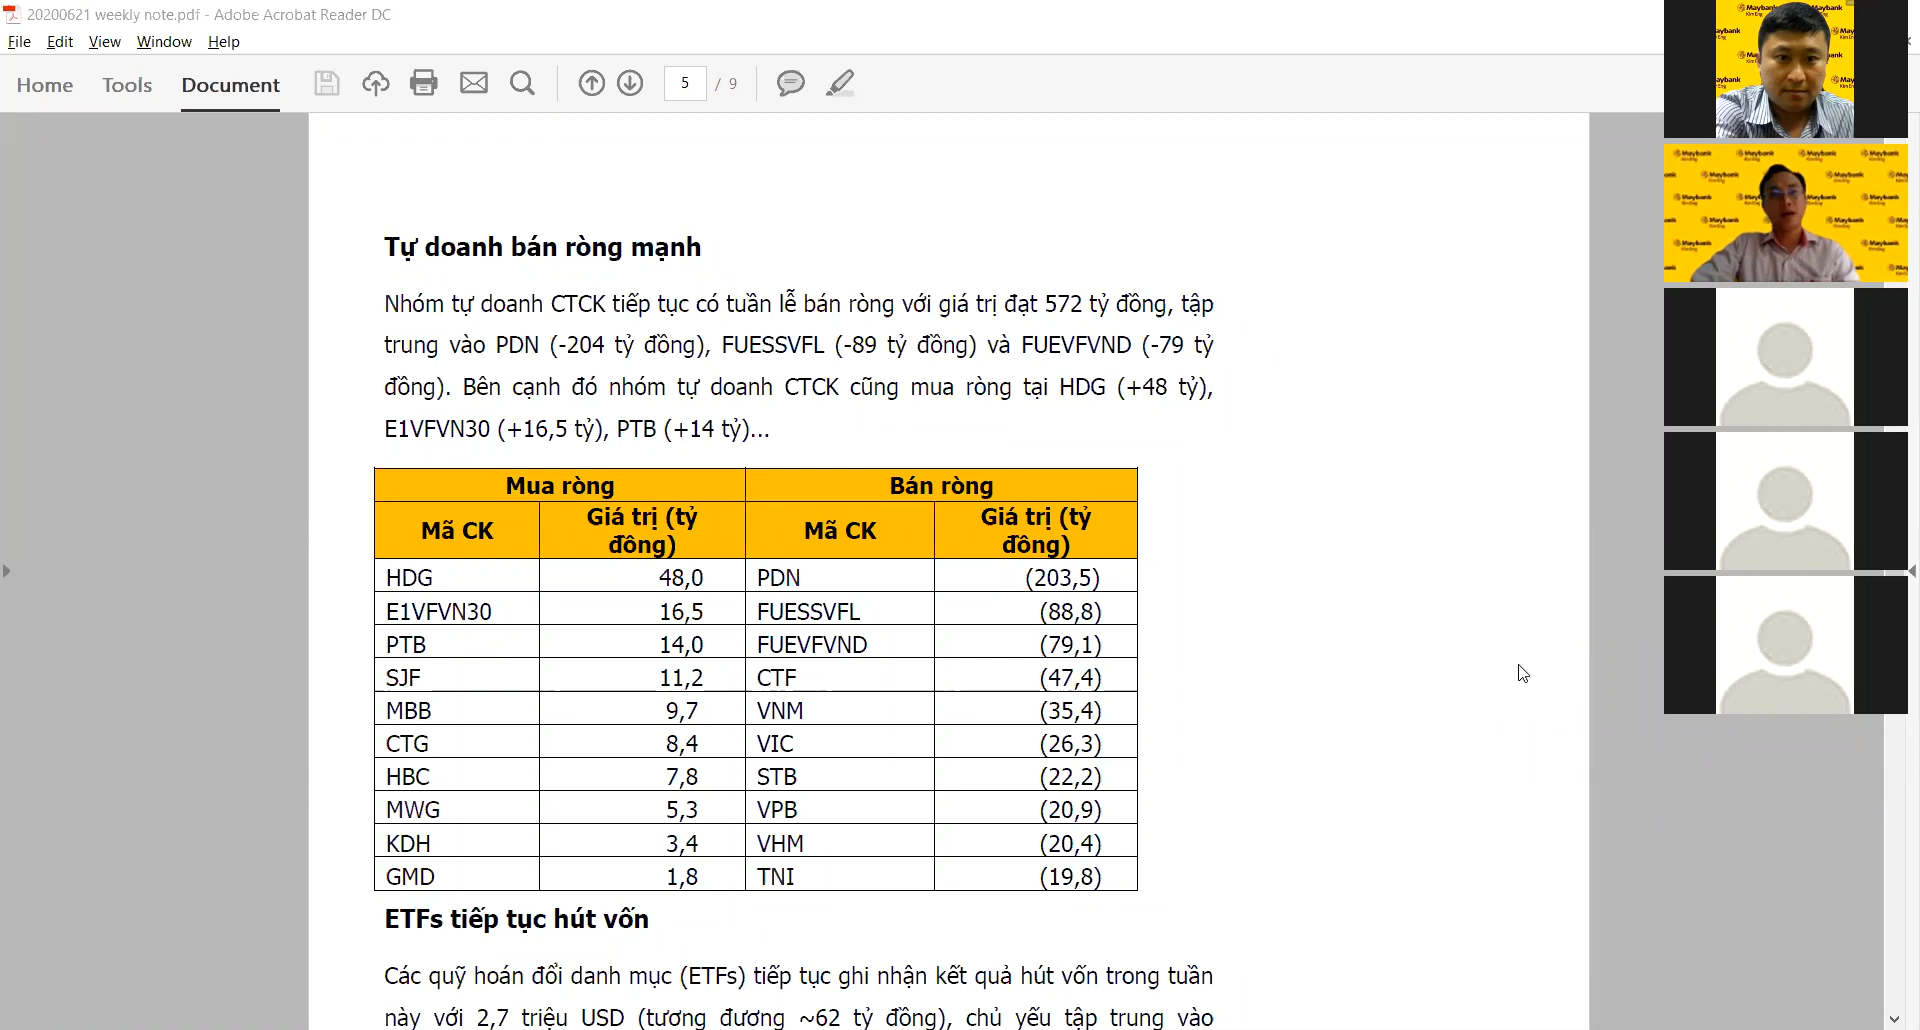 20200621 weekly note.pdf - Adobe Acrobat Reader DC
File Edit View Window Help
Home Tools Document 5 / 9
Tự doanh bán ròng mạnh
Nhóm tự doanh CTCK tiếp tục có tuần lễ bán ròng với giá trị đạt 572 tỷ đồng, tập
trung vào PDN (-204 tỷ đồng), FUESSVFL (-89 tỷ đồng) và FUEVFVND (-79 tỷ
đồng). Bên cạnh đó nhóm tự doanh CTCK cũng mua ròng tại HDG (+48 tỷ),
E1VFVN30 (+16,5 tỷ), PTB (+14 tỷ)...
Mua ròng Bán ròng
Mã CK Giá trị (tỷ đồng) Mã CK Giá trị (tỷ đồng)
HDG 48,0 PDN (203,5)
E1VFVN30 16,5 FUESSVFL (88,8)
PTB 14,0 FUEVFVND (79,1)
SJF 11,2 CTF (47,4)
MBB 9,7 VNM (35,4)
CTG 8,4 VIC (26,3)
HBC 7,8 STB (22,2)
MWG 5,3 VPB (20,9)
KDH 3,4 VHM (20,4)
GMD 1,8 TNI (19,8)
ETFs tiếp tục hút vốn
Các quỹ hoán đổi danh mục (ETFs) tiếp tục ghi nhận kết quả hút vốn trong tuần
này với 2,7 triệu USD (tương đương ~62 tỷ đồng), chủ yếu tập trung vào
Maybank
Kim Eng